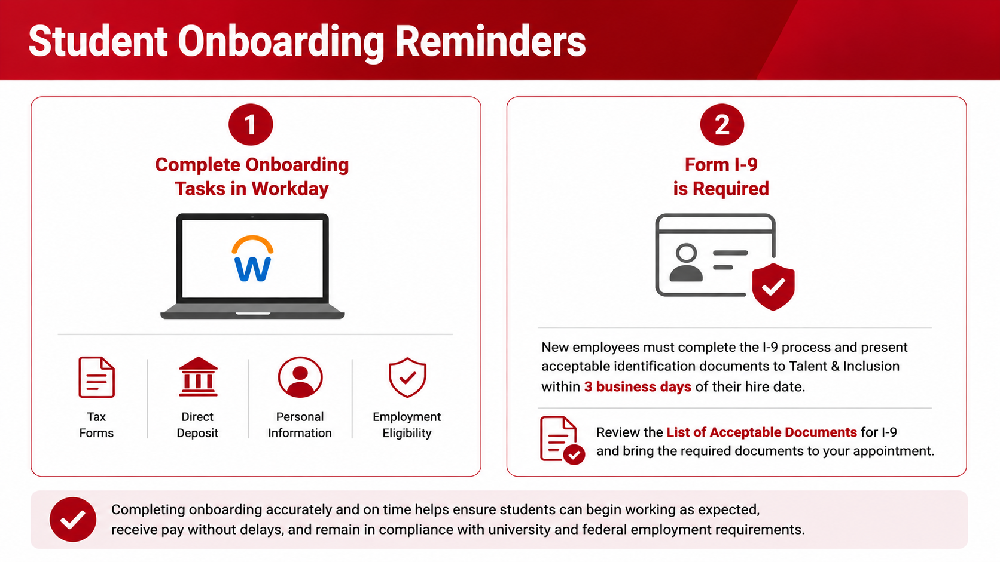 Student Onboarding Reminders
1
Complete Onboarding
Tasks in Workday
W
Tax
Forms
Direct
Deposit
Personal
Information
Employment
Eligibility
2
Form I-9
is Required
New employees must complete the I-9 process and present
acceptable identification documents to Talent & Inclusion
within 3 business days of their hire date.
Review the List of Acceptable Documents for I-9
and bring the required documents to your appointment.
Completing onboarding accurately and on time helps ensure students can begin working as expected,
receive pay without delays, and remain in compliance with university and federal employment requirements.